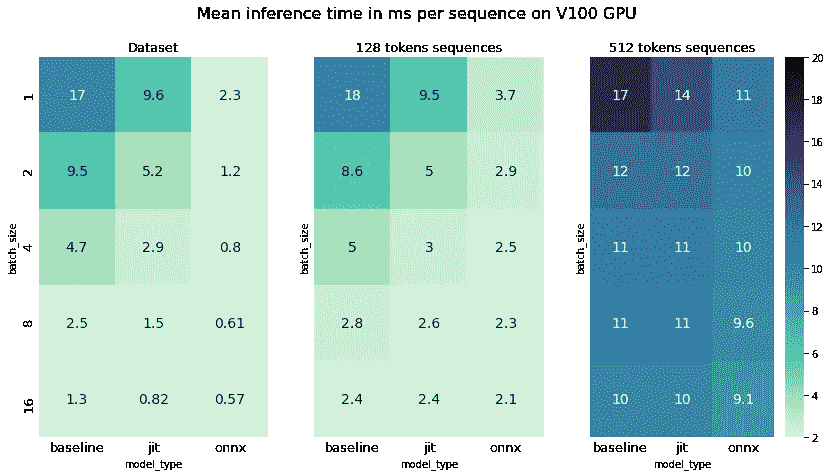 Mean inference time in ms per sequence on V100 GPU
Dataset
128 tokens sequences
512 tokens sequences
1 17 9.6 2.3
2 9.5 5.2 1.2
4 4.7 2.9 0.8
8 2.5 1.5 0.61
16 1.3 0.82 0.57
batch_size
baseline jit onnx
model_type
18 9.5 3.7
8.6 5 2.9
5 3 2.5
2.8 2.6 2.3
2.4 2.4 2.1
batch_size
baseline jit onnx
model_type
17 14 11
12 12 10
11 11 10
11 11 9.6
10 10 9.1
batch_size
baseline jit onnx
model_type
20
18
16
14
12
10
8
6
4
2